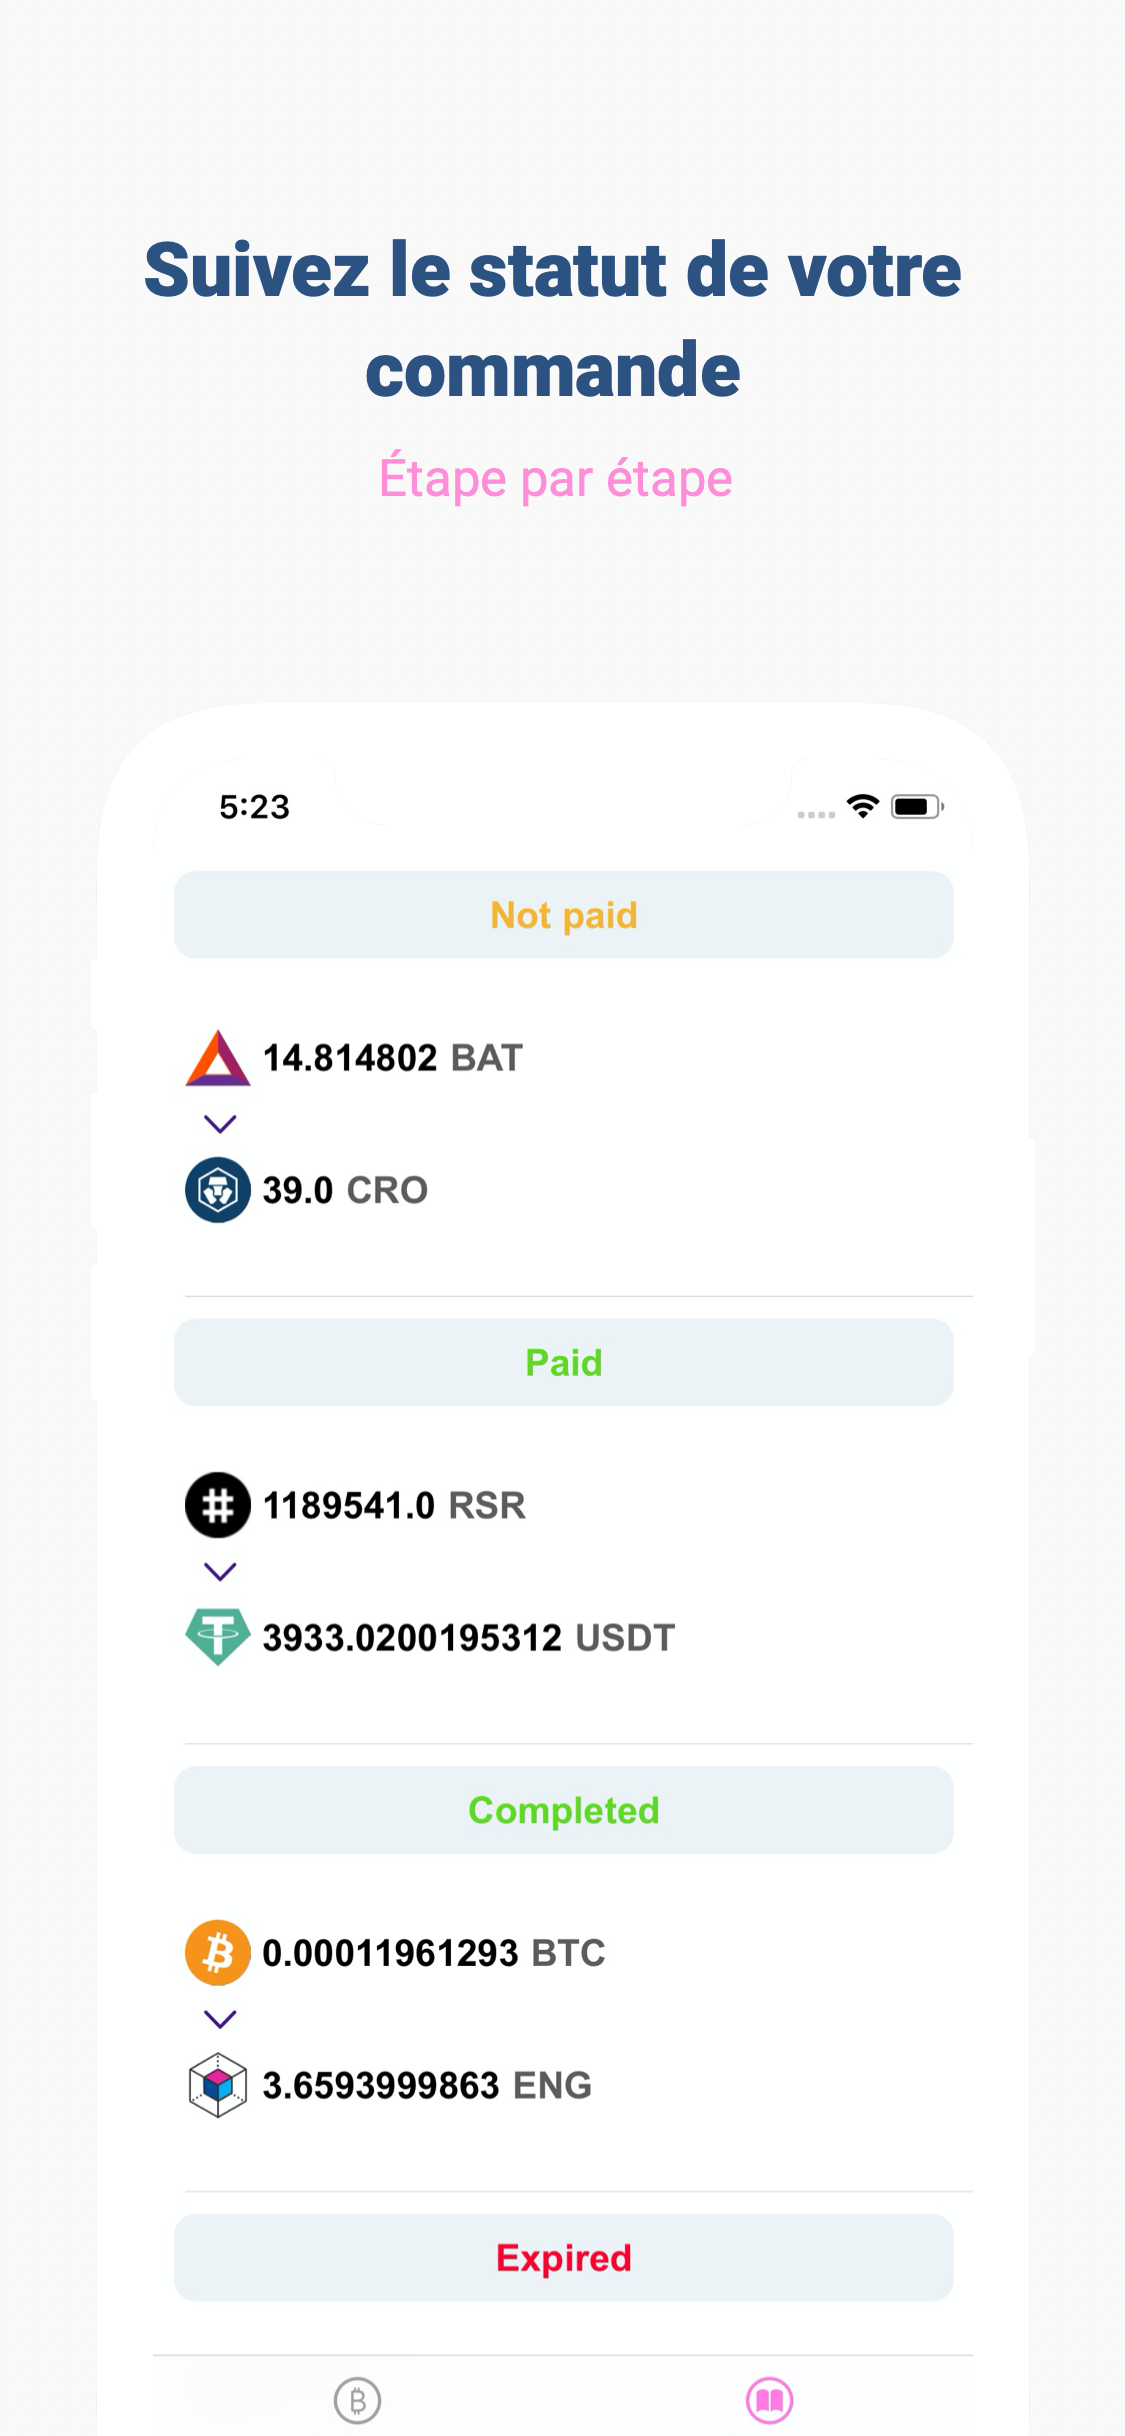 Suivez le statut de votre
commande
Étape par étape
5:23
Not paid
14.814802 BAT
39.0 CRO
Paid
1189541.0 RSR
3933.0200195312 USDT
Completed
0.00011961293 BTC
3.6593999863 ENG
Expired